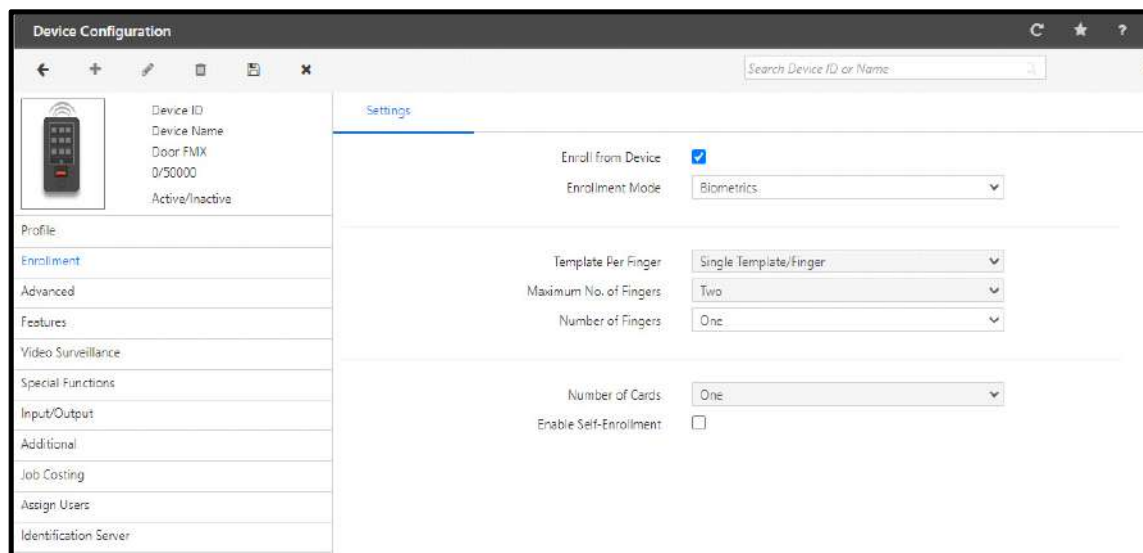 Device Configuration
?
Search Device ID or Name
Device ID
Device Name
Door FMX
0/50000
Active/Inactive
Profile
Enrollment
Advanced
Features
Video Surveillance
Special Functions
Input/Output
Additional
Job Costing
Assign Users
Identification Server
Settings
Enroll from Device
Enrollment Mode Biometrics
Template Per Finger Single Template/Finger
Maximum No. of Fingers Two
Number of Fingers One
Number of Cards One
Enable Self-Enrollment